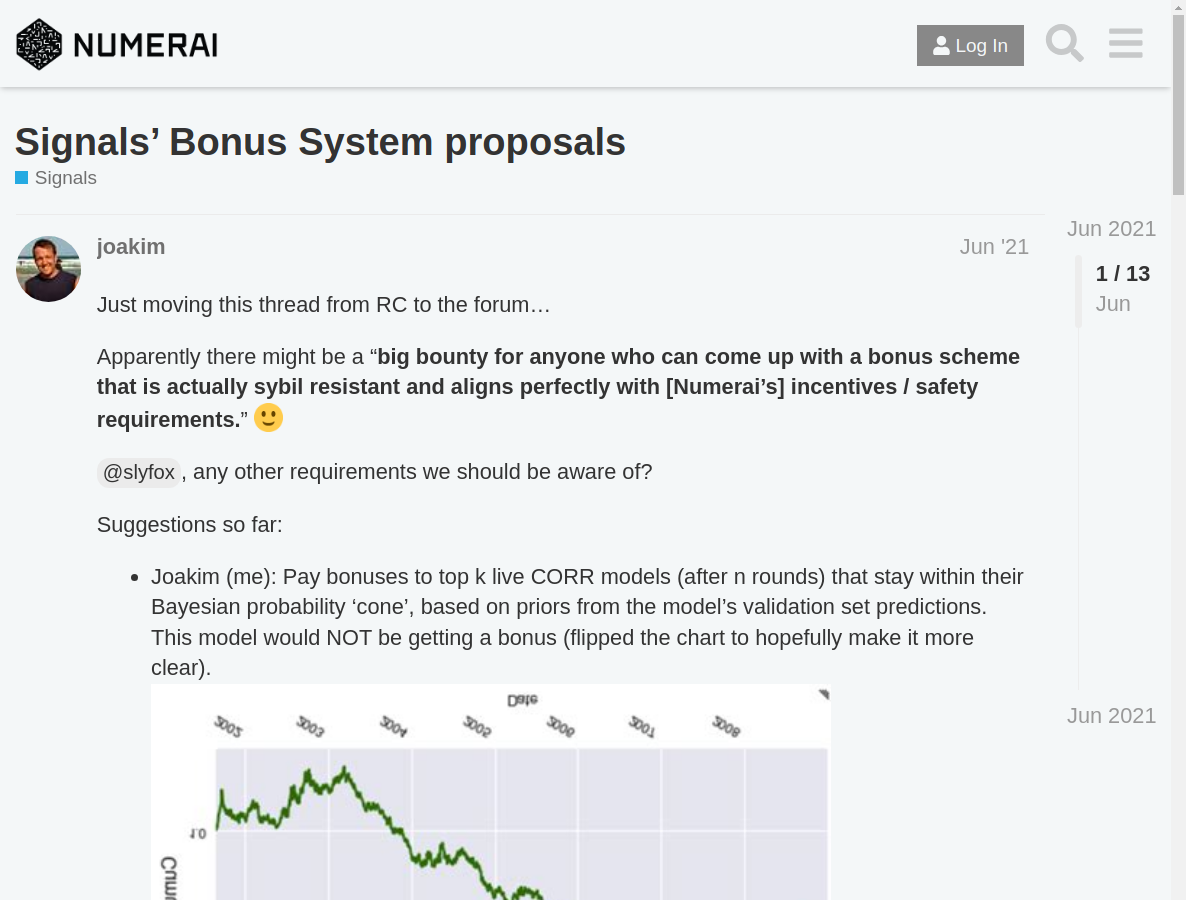 NUMERAI
Log In
Signals’ Bonus System proposals
Signals
joakim
Jun '21
Jun 2021
1 / 13
Jun
Just moving this thread from RC to the forum…
Apparently there might be a “big bounty for anyone who can come up with a bonus scheme
that is actually sybil resistant and aligns perfectly with [Numerai’s] incentives / safety
requirements.”
@slyfox, any other requirements we should be aware of?
Suggestions so far:
Joakim (me): Pay bonuses to top k live CORR models (after n rounds) that stay within their
Bayesian probability ‘cone’, based on priors from the model’s validation set predictions.
This model would NOT be getting a bonus (flipped the chart to hopefully make it more
clear).
Jun 2021
Date
2002 2003 2004 2005 2006 2007 2008
1.0
Cumu